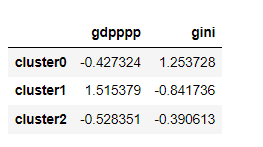 gdpppp gini
cluster0 -0.427324 1.253728
cluster1 1.515379 -0.841736
cluster2 -0.528351 -0.390613